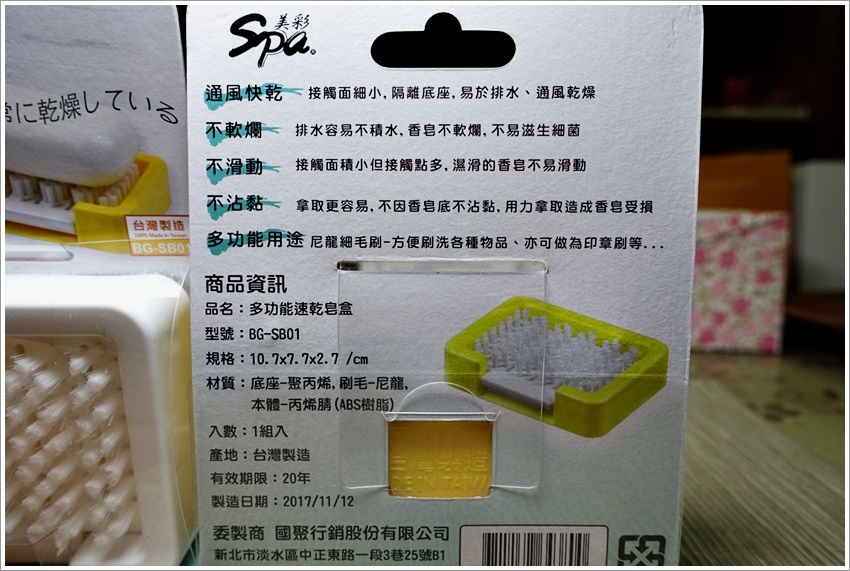 美彩
Spa®
通風快乾 接觸面細小,隔離底座,易於排水、通風乾燥
不軟爛 排水容易不積水,香皂不軟爛,不易滋生細菌
不滑動 接觸面積小但接觸點多,濕滑的香皂不易滑動
不沾黏 拿取更容易,不因香皂底不沾黏,用力拿取造成香皂受損
多功能用途 尼龍細毛刷-方便刷洗各種物品、亦可做為印章刷等...
商品資訊
品名：多功能速乾皂盒
型號：BG-SB01
規格：10.7x7.7x2.7 /cm
材質：底座-聚丙烯,刷毛-尼龍,
本體-丙烯腈(ABS樹脂)
入數：1組入
產地：台灣製造
有效期限：20年
製造日期：2017/11/12
委製商 國聚行銷股份有限公司
新北市淡水區中正東路一段3巷25號B1
常に乾燥してい
台灣製造
100% Made In Taiwan
BG-SB01
台灣製造
DE IN TAIW